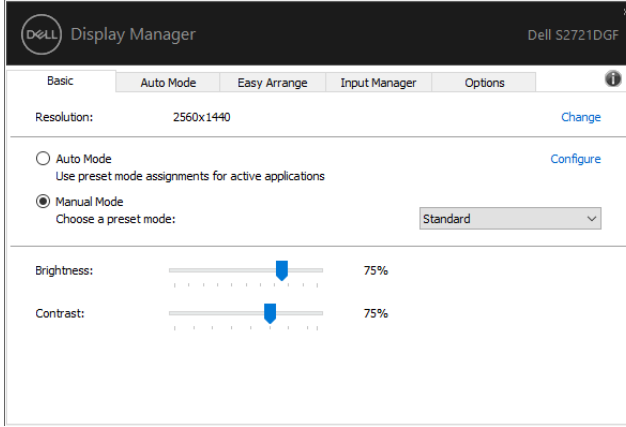 DELL Display Manager
Dell S2721DGF
Basic Auto Mode Easy Arrange Input Manager Options
Resolution: 2560x1440 Change
Auto Mode Configure
Use preset mode assignments for active applications
Manual Mode
Choose a preset mode: Standard
Brightness: 75%
Contrast: 75%